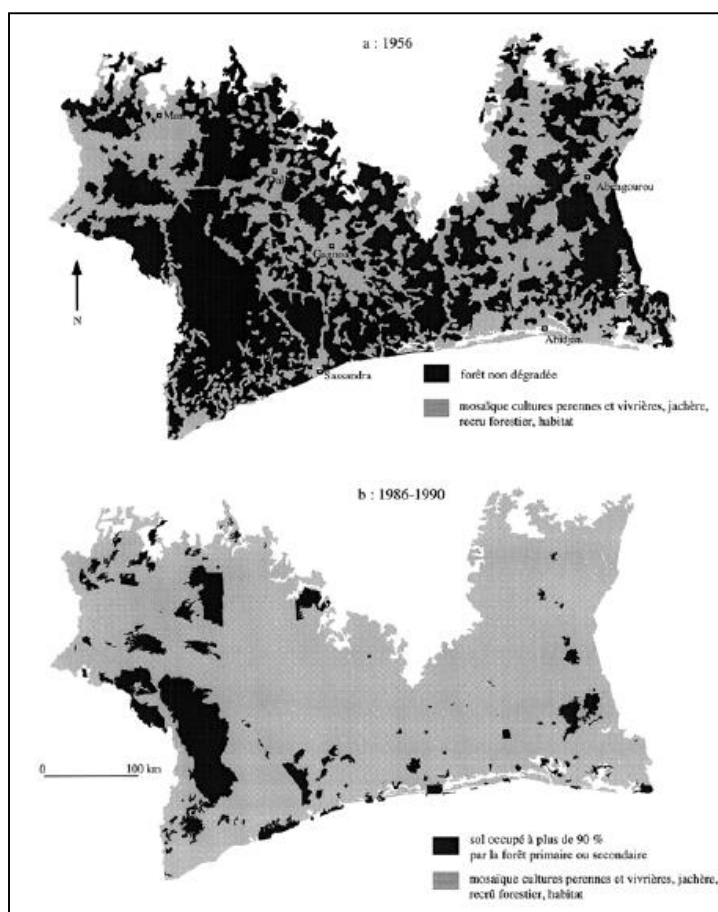 a : 1956
Man
Abengourou
Gagnoa
Abidjan
Sassandra
N
forêt non dégradée
mosaïque cultures perennes et vivrières, jachère,
recru forestier, habitat
b : 1986-1990
0 100 km
sol occupé à plus de 90 %
par la forêt primaire ou secondaire
mosaïque cultures perennes et vivrières, jachère,
recrû forestier, habitat